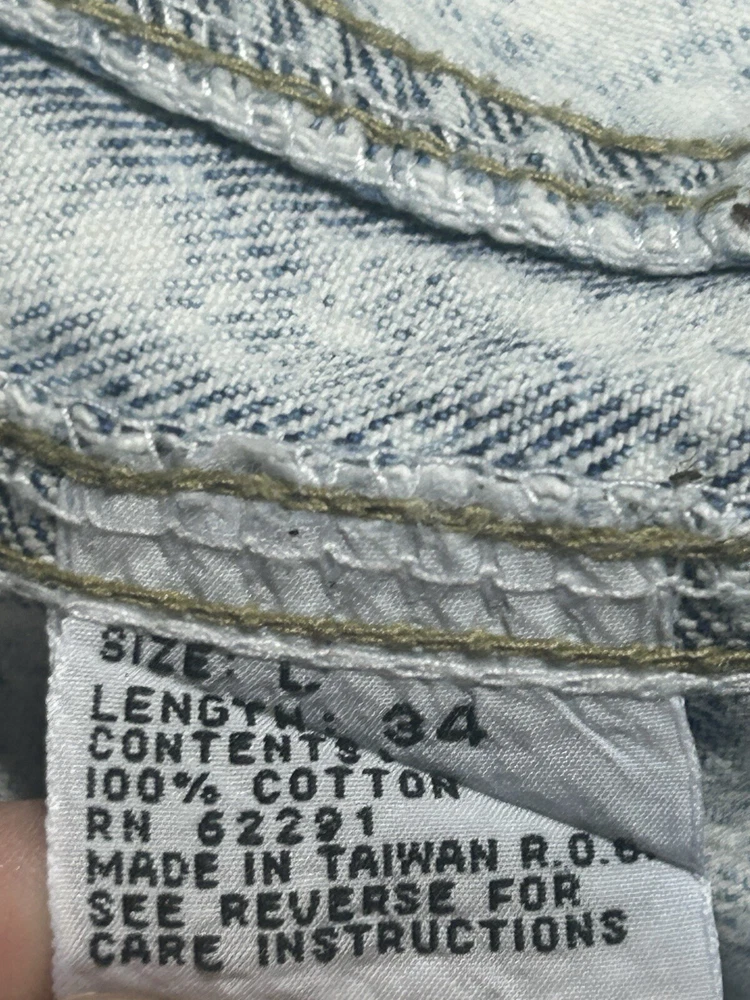 SIZE: L
LENGTH: 34
CONTENTS:
100% COTTON
RN 62291
MADE IN TAIWAN R.O.C.
SEE REVERSE FOR
CARE INSTRUCTIONS